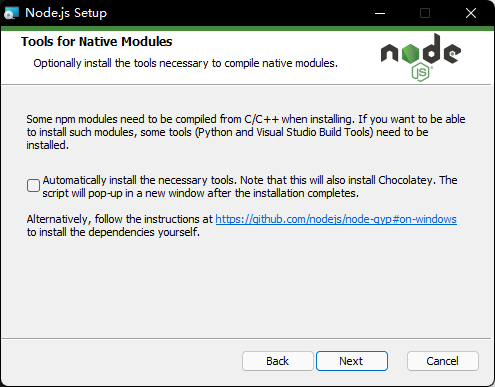 Node.js Setup
Tools for Native Modules
Optionally install the tools necessary to compile native modules.
node
JS
Some npm modules need to be compiled from C/C++ when installing. If you want to be able
to install such modules, some tools (Python and Visual Studio Build Tools) need to be
installed.
Automatically install the necessary tools. Note that this will also install Chocolatey. The
script will pop-up in a new window after the installation completes.
Alternatively, follow the instructions at https://github.com/nodejs/node-gyp#on-windows
to install the dependencies yourself.
Back Next Cancel